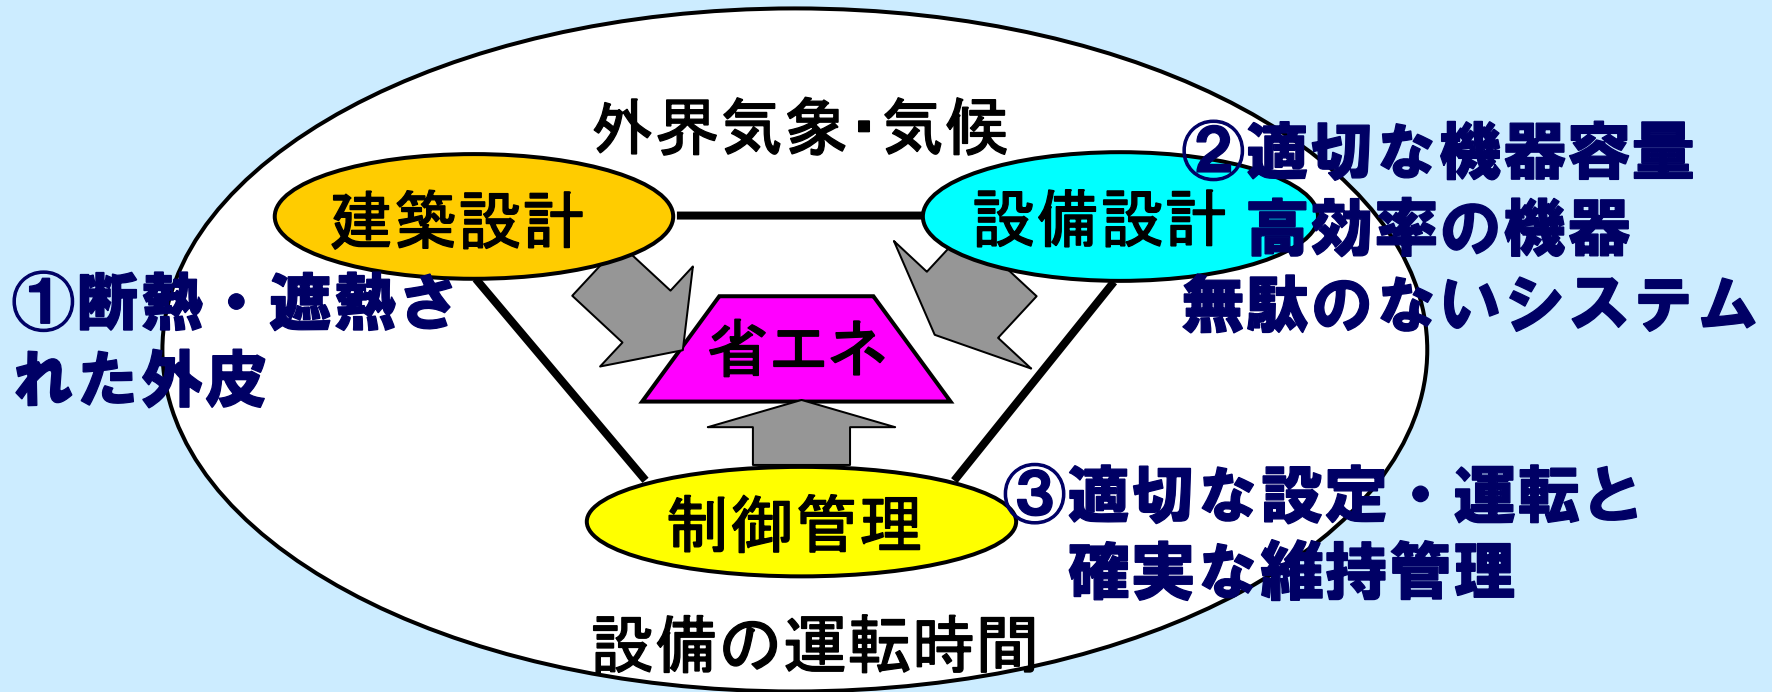 外界気象・気候
建築設計
設備設計
②適切な機器容量
高効率の機器
無駄のないシステム
①断熱・遮熱さ
れた外皮
省エネ
制御管理
③適切な設定・運転と
確実な維持管理
設備の運転時間